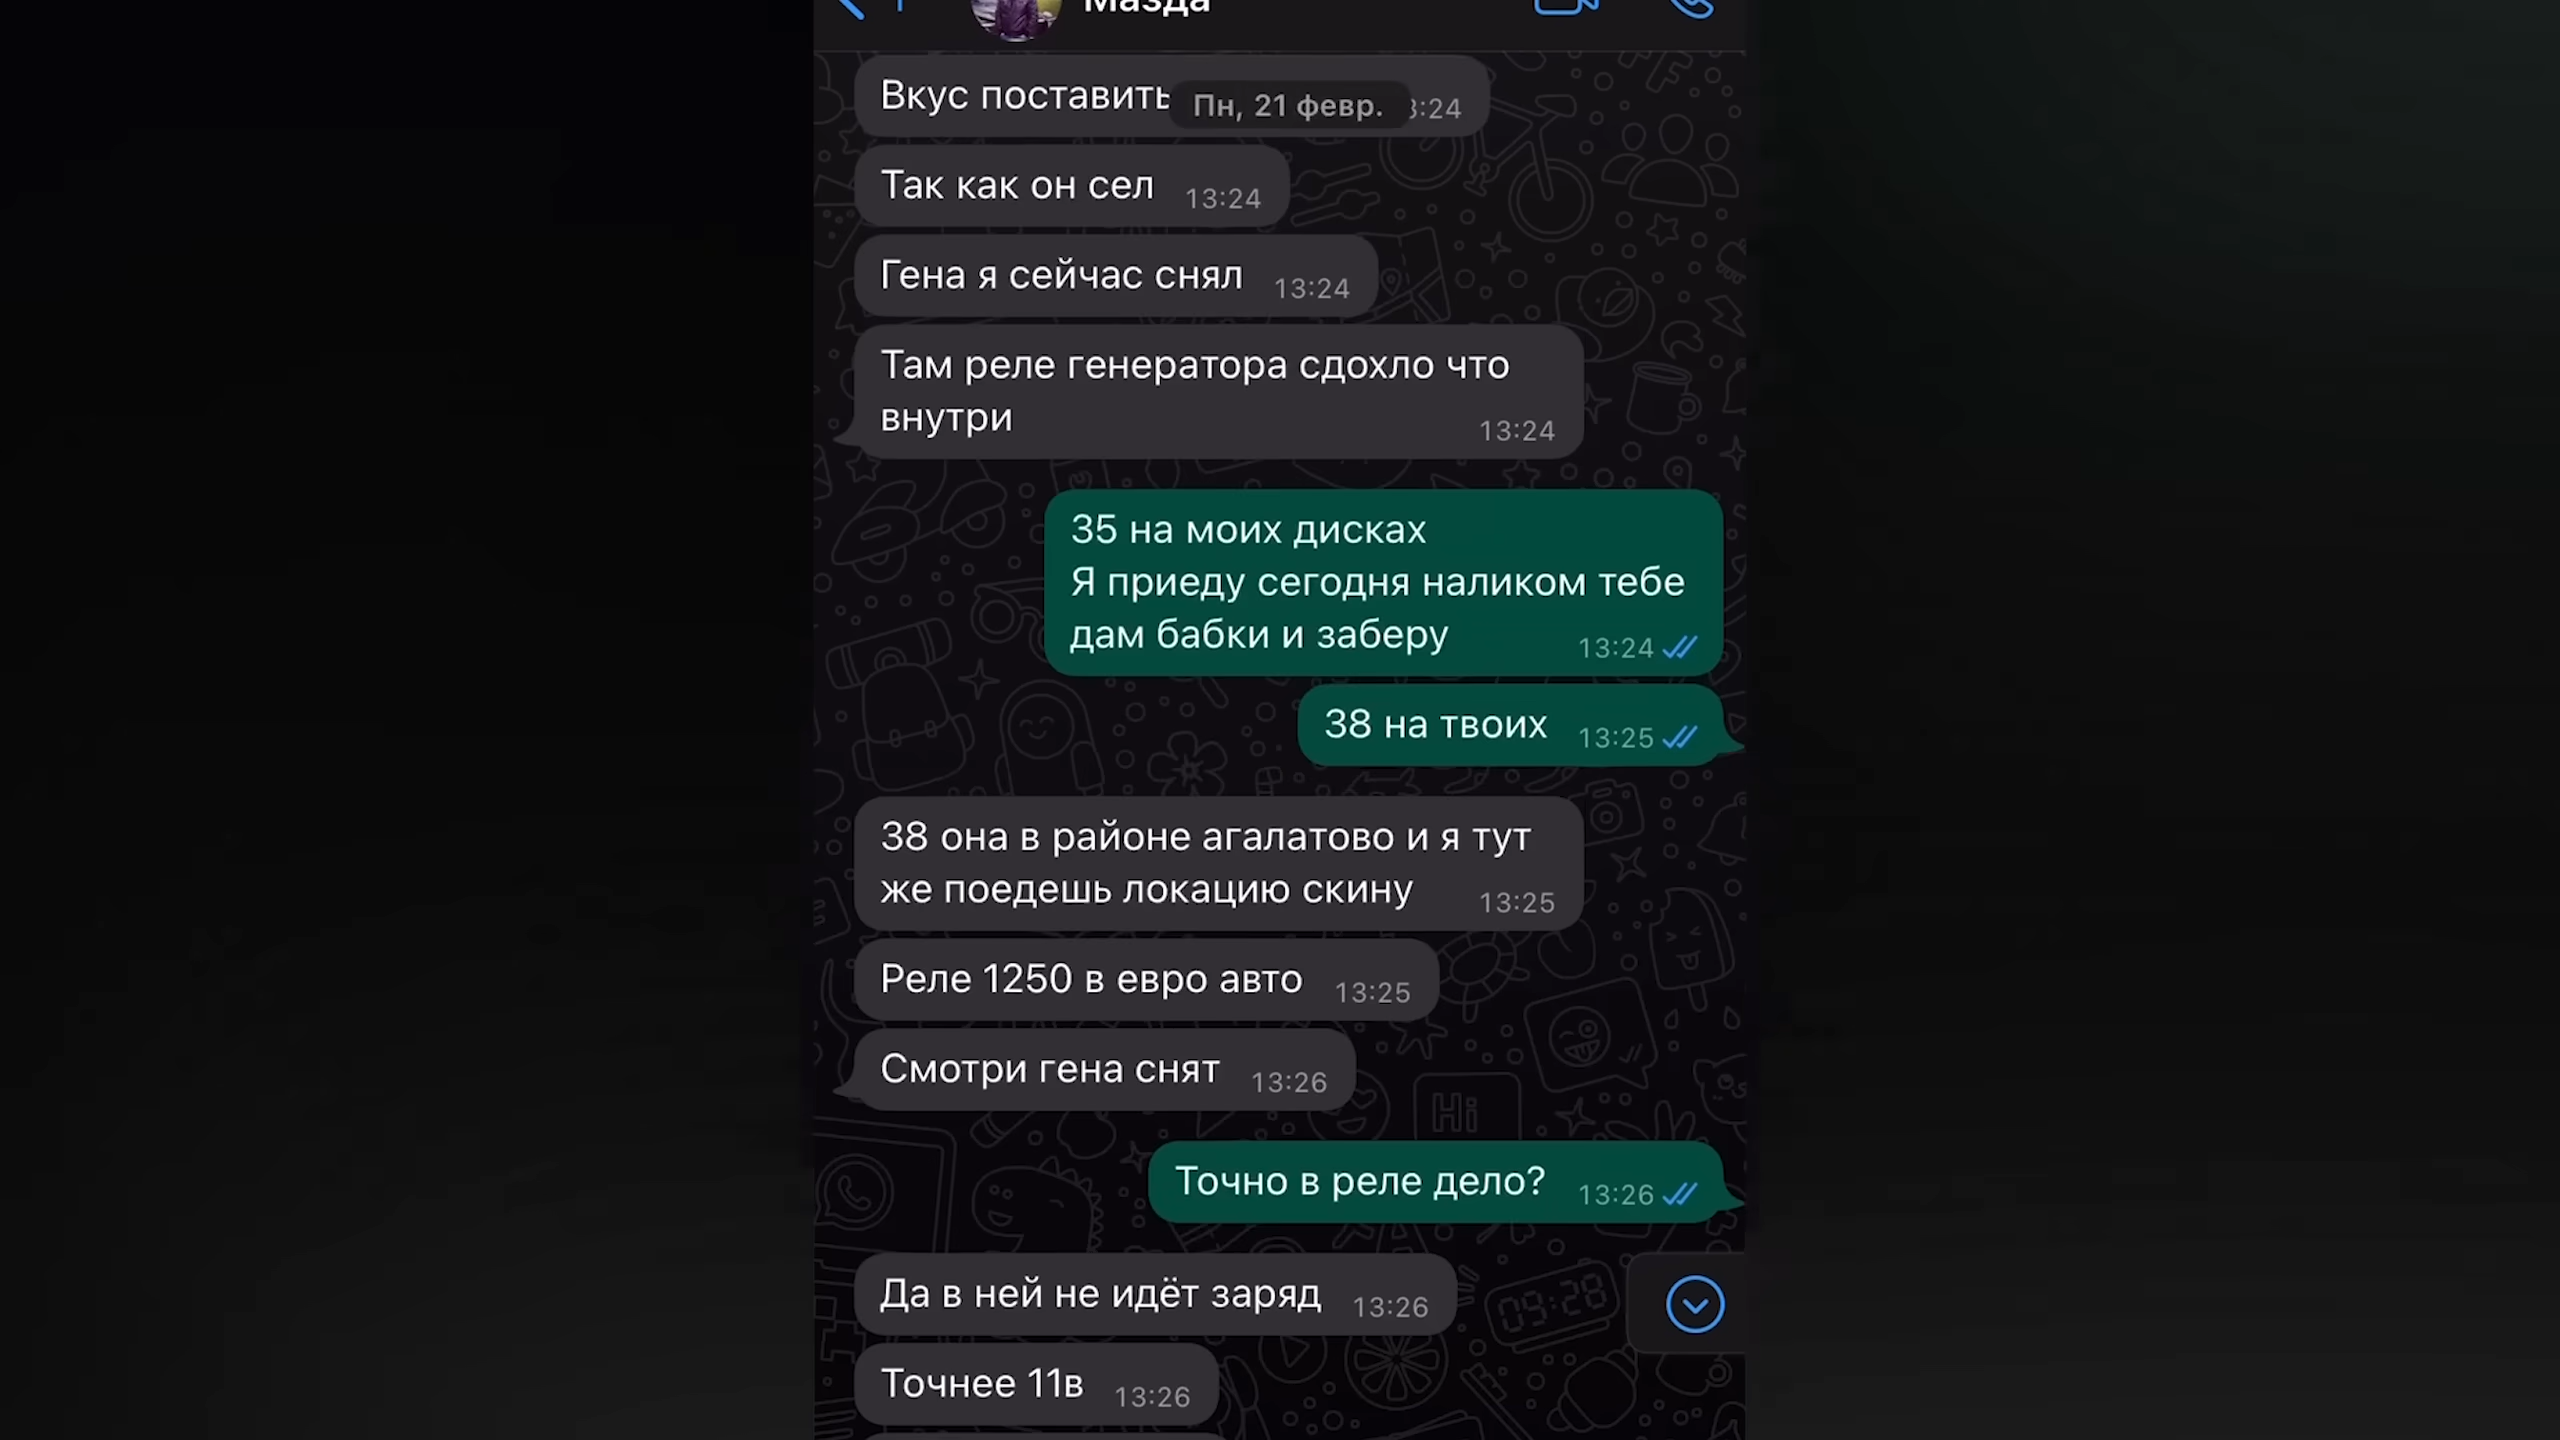 Мазда
Вкус поставить
Пн, 21 февр.
3:24
Так как он сел 13:24
Гена я сейчас снял 13:24
Там реле генератора сдохло что
внутри 13:24
35 на моих дисках
Я приеду сегодня наликом тебе
дам бабки и заберу 13:24
38 на твоих 13:25
38 она в районе агалатово и я тут
же поедешь локацию скину 13:25
Реле 1250 в евро авто 13:25
Смотри гена снят 13:26
Точно в реле дело? 13:26
Да в ней не идёт заряд 13:26
Точнее 11в 13:26